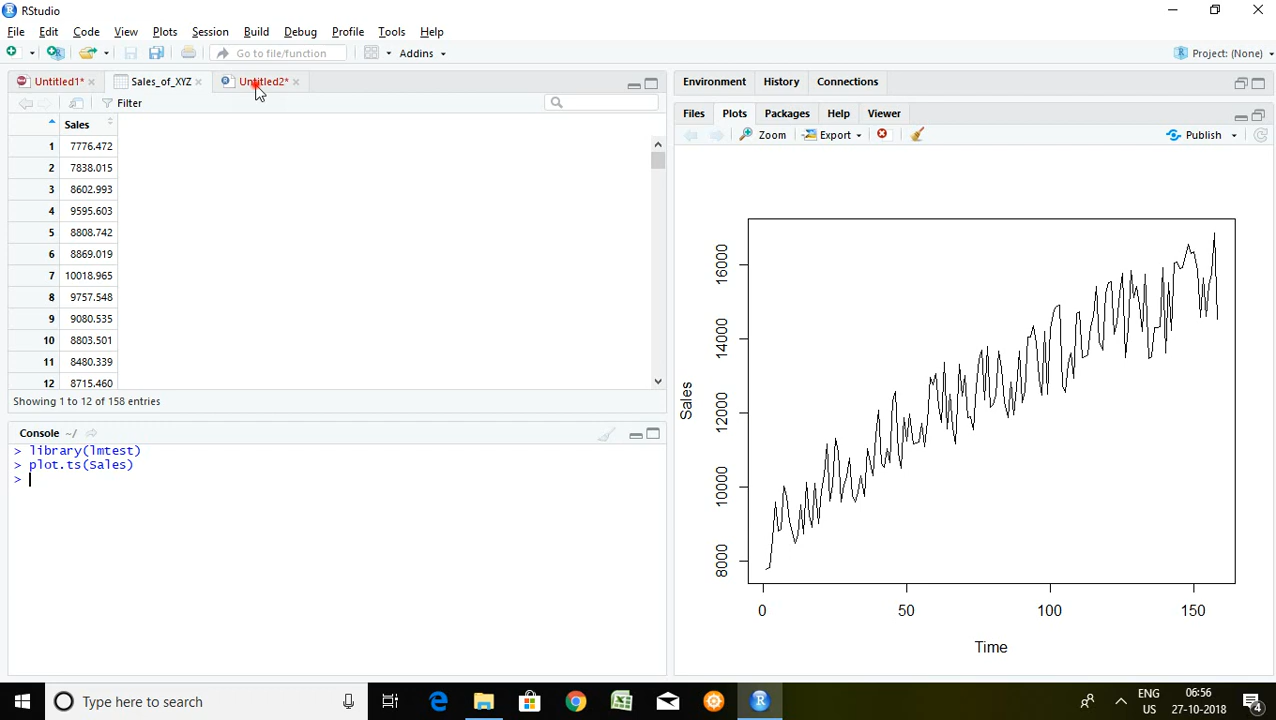 RStudio
File Edit Code View Plots Session Build Debug Profile Tools Help
Go to file/function Addins Project: (None)
Untitled1* Sales_of_XYZ Untitled2*
Filter
Sales
1 7776.472
2 7838.015
3 8602.993
4 9595.603
5 8808.742
6 8869.019
7 10018.965
8 9757.548
9 9080.535
10 8803.501
11 8480.339
12 8715.460
Showing 1 to 12 of 158 entries
Console ~/
> library(lmtest)
> plot.ts(Sales)
>
Environment History Connections
Files Plots Packages Help Viewer
Zoom Export Publish
Sales
16000
14000
12000
10000
8000
0 50 100 150
Time
Type here to search
ENG
US
06:56
27-10-2018
4